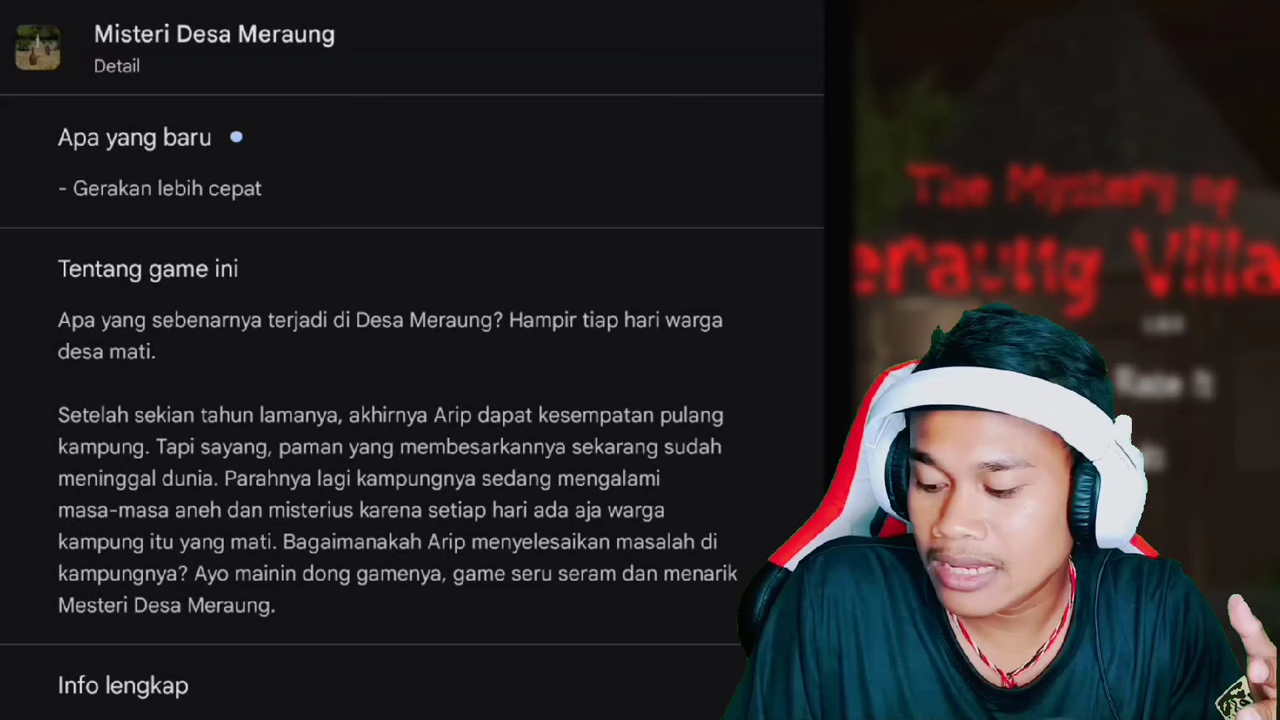 Misteri Desa Meraung
Detail
Apa yang baru
- Gerakan lebih cepat
Tentang game ini
Apa yang sebenarnya terjadi di Desa Meraung? Hampir tiap hari warga
desa mati.
Setelah sekian tahun lamanya, akhirnya Arip dapat kesempatan pulang
kampung. Tapi sayang, paman yang membesarkannya sekarang sudah
meninggal dunia. Parahnya lagi kampungnya sedang mengalami
masa-masa aneh dan misterius karena setiap hari ada aja warga
kampung itu yang mati. Bagaimanakah Arip menyelesaikan masalah di
kampungnya? Ayo mainin dong gamenya, game seru seram dan menarik
Mesteri Desa Meraung.
Info lengkap
The Mystery of
eraung Villa
Rate It